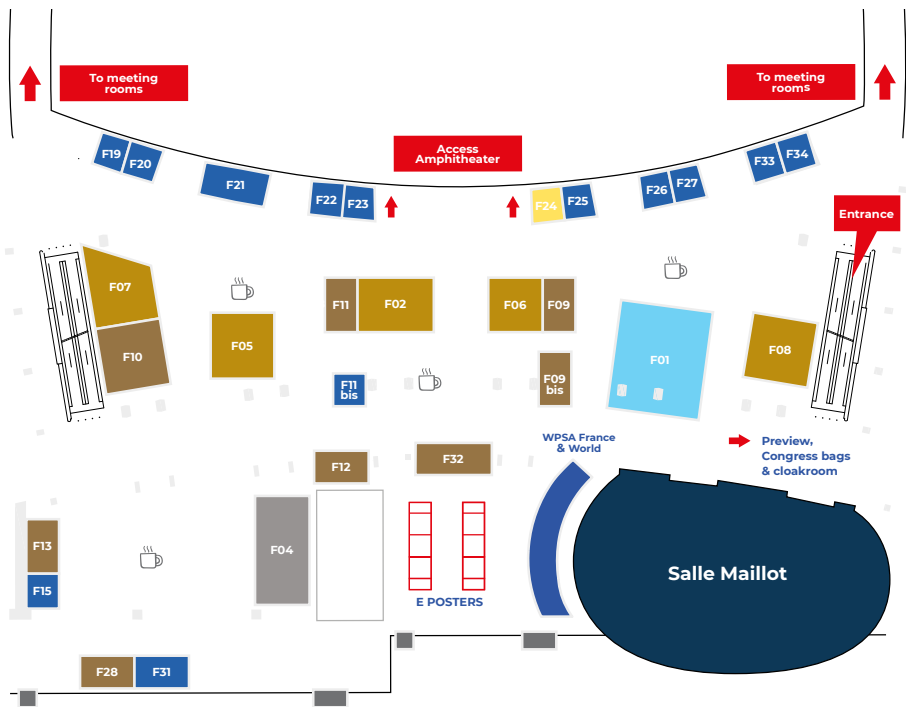 To meeting
rooms
To meeting
rooms
Access
Amphitheater
F19
F20
F21
F22
F23
F24
F25
F26
F27
F33
F34
Entrance
F07
F10
F05
F11
F02
F06
F09
F01
F08
F11
bis
F09
bis
WPSA France
& World
Preview,
Congress bags
& cloakroom
F12
F32
F13
F15
F04
E POSTERS
Salle Maillot
F28
F31